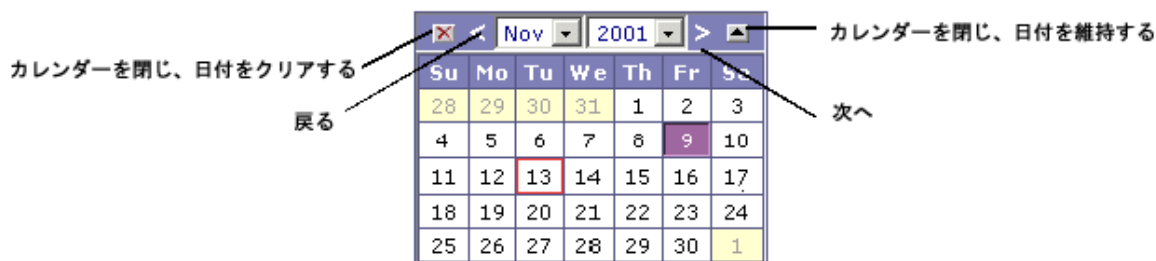 カレンダーを閉じ、日付をクリアする
戻る
< Nov 2001 >
カレンダーを閉じ、日付を維持する
次へ
Su Mo Tu We Th Fr Sa
28 29 30 31 1 2 3
4 5 6 7 8 9 10
11 12 13 14 15 16 17
18 19 20 21 22 23 24
25 26 27 28 29 30 1